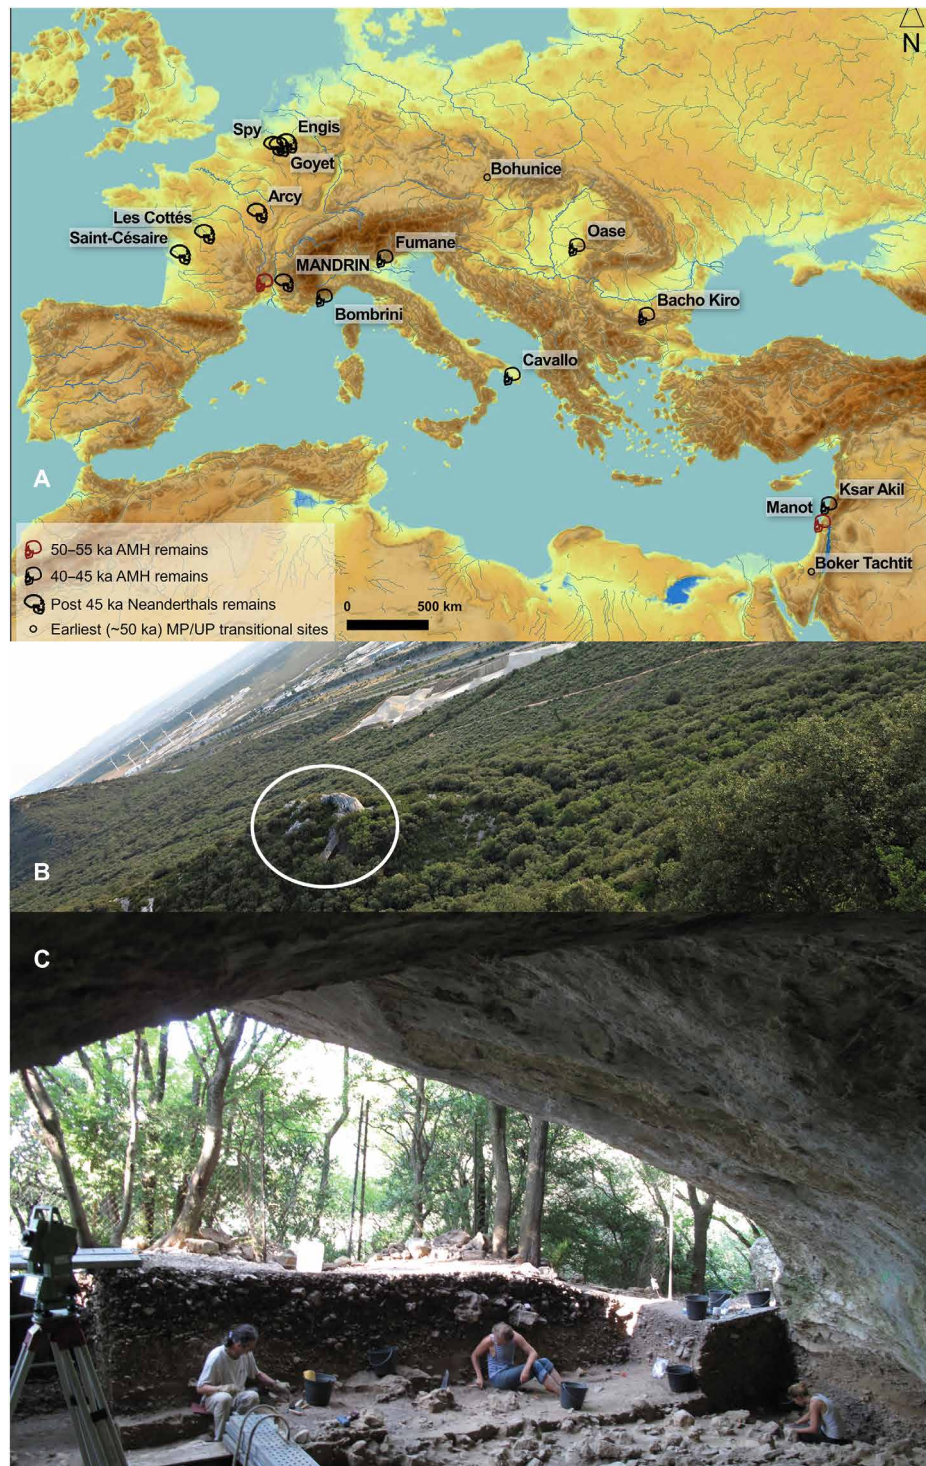 N
Spy
Engis
Goyet
Bohunice
Arcy
Les Cottés
Saint-Césaire
Fumane
Oase
MANDRIN
Bombrini
Bacho Kiro
Cavallo
A
Ksar Akil
Manot
Boker Tachtit
50–55 ka AMH remains
40–45 ka AMH remains
Post 45 ka Neanderthals remains
Earliest (~50 ka) MP/UP transitional sites
0 500 km
B
C